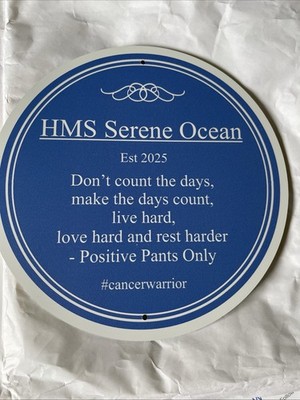 HMS Serene Ocean
Est 2025
Don't count the days,
make the days count,
live hard,
love hard and rest harder
- Positive Pants Only
#cancerwarrior